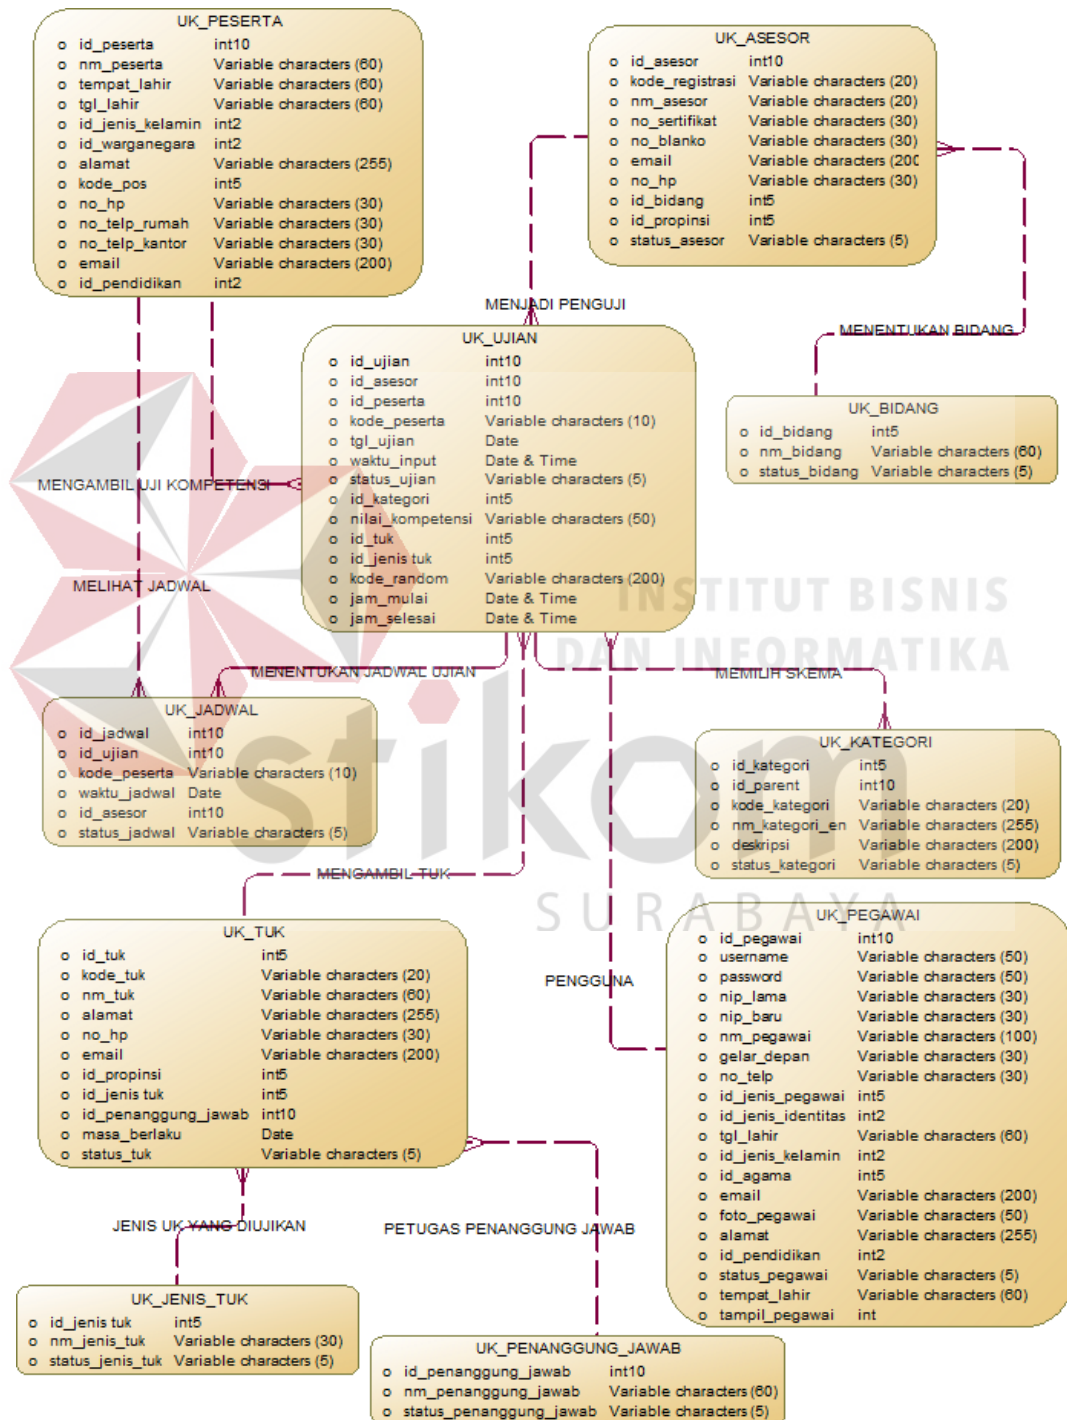 UK_PESERTA
o id_peserta int10
o nm_peserta Variable characters (60)
o tempat_lahir Variable characters (60)
o tgl_lahir Variable characters (60)
o id_jenis_kelamin int2
o id_warganegara int2
o alamat Variable characters (255)
o kode_pos int5
o no_hp Variable characters (30)
o no_telp_rumah Variable characters (30)
o no_telp_kantor Variable characters (30)
o email Variable characters (200)
o id_pendidikan int2
UK_ASESOR
o id_asesor int10
o kode_registrasi Variable characters (20)
o nm_asesor Variable characters (20)
o no_sertifikat Variable characters (30)
o no_blanko Variable characters (30)
o email Variable characters (200
o no_hp Variable characters (30)
o id_bidang int5
o id_propinsi int5
o status_asesor Variable characters (5)
MENJADI PENGUJI
MENENTUKAN BIDANG
UK_UJIAN
o id_ujian int10
o id_asesor int10
o id_peserta int10
o kode_peserta Variable characters (10)
o tgl_ujian Date
o waktu_input Date & Time
o status_ujian Variable characters (5)
o id_kategori int5
o nilai_kompetensi Variable characters (50)
o id_tuk int5
o id_jenis tuk int5
o kode_random Variable characters (200)
o jam_mulai Date & Time
o jam_selesai Date & Time
UK_BIDANG
o id_bidang int5
o nm_bidang Variable characters (60)
o status_bidang Variable characters (5)
MENGAMBIL UJI KOMPETENSI
MELIHAT JADWAL
INSTITUT BISNIS
DAN INFORMATIKA
MENENTUKAN JADWAL UJIAN
MEMILIH SKEMA
UK_JADWAL
o id_jadwal int10
o id_ujian int10
o kode_peserta Variable characters (10)
o waktu_jadwal Date
o id_asesor int10
o status_jadwal Variable characters (5)
stikom
UK_KATEGORI
o id_kategori int5
o id_parent int10
o kode_kategori Variable characters (20)
o nm_kategori_en Variable characters (255)
o deskripsi Variable characters (200)
o status_kategori Variable characters (5)
MENGAMBIL TUK
SURABAYA
UK_TUK
o id_tuk int5
o kode_tuk Variable characters (20)
o nm_tuk Variable characters (60)
o alamat Variable characters (255)
o no_hp Variable characters (30)
o email Variable characters (200)
o id_propinsi int5
o id_jenis tuk int5
o id_penanggung_jawab int10
o masa_berlaku Date
o status_tuk Variable characters (5)
PENGGUNA
UK_PEGAWAI
o id_pegawai int10
o username Variable characters (50)
o password Variable characters (50)
o nip_lama Variable characters (30)
o nip_baru Variable characters (30)
o nm_pegawai Variable characters (100)
o gelar_depan Variable characters (30)
o no_telp Variable characters (30)
o id_jenis_pegawai int5
o id_jenis_identitas int2
o tgl_lahir Variable characters (60)
o id_jenis_kelamin int2
o id_agama int5
o email Variable characters (200)
o foto_pegawai Variable characters (50)
o alamat Variable characters (255)
o id_pendidikan int2
o status_pegawai Variable characters (5)
o tempat_lahir Variable characters (60)
o tampil_pegawai int
JENIS UK YANG DIUJIKAN
PETUGAS PENANGGUNG JAWAB
UK_JENIS_TUK
o id_jenis tuk int5
o nm_jenis_tuk Variable characters (30)
o status_jenis_tuk Variable characters (5)
UK_PENANGGUNG_JAWAB
o id_penanggung_jawab int10
o nm_penanggung_jawab Variable characters (60)
o status_penanggung_jawab Variable characters (5)